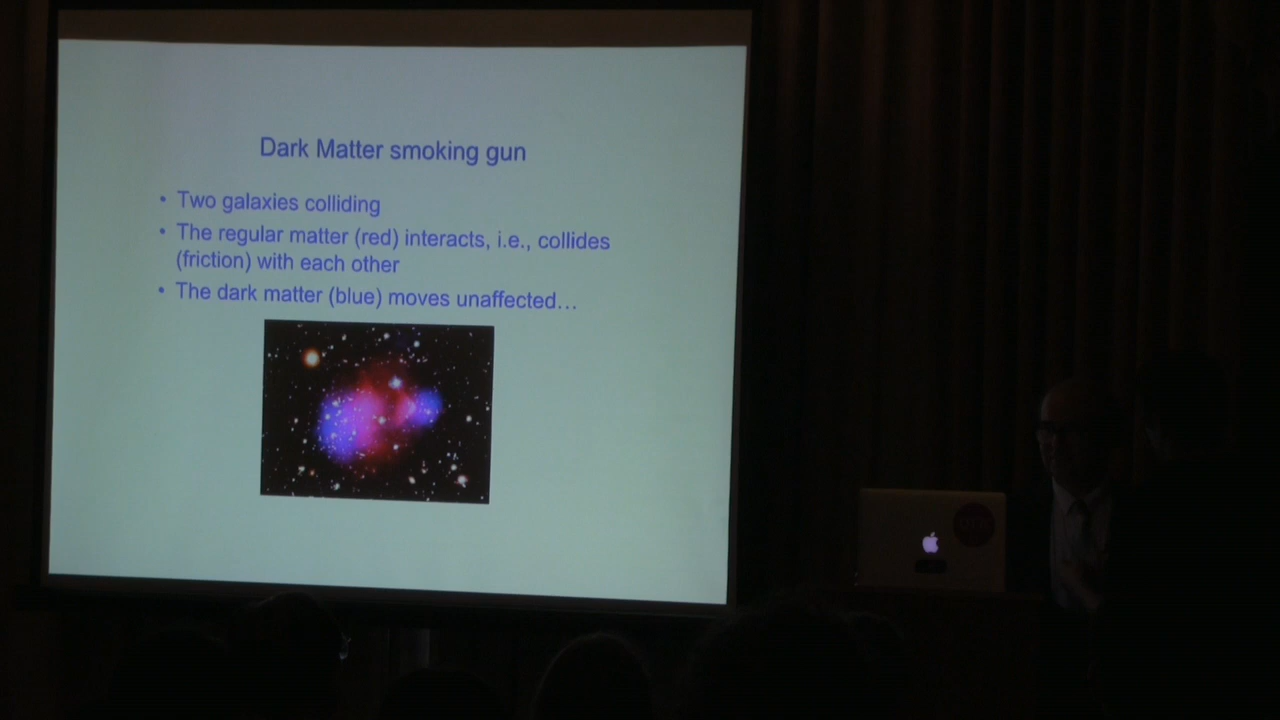 Dark Matter smoking gun
• Two galaxies colliding
• The regular matter (red) interacts, i.e., collides
(friction) with each other
• The dark matter (blue) moves unaffected…